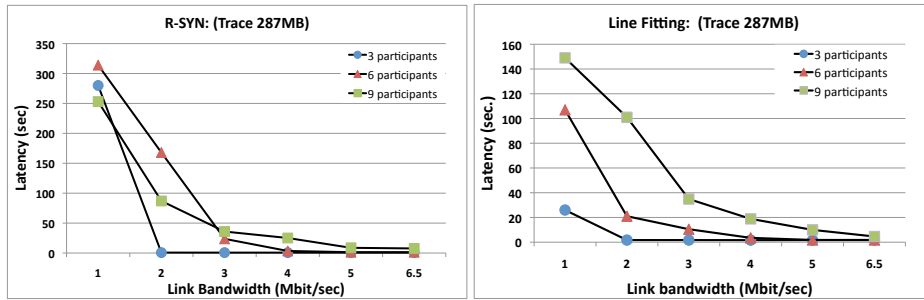 R-SYN: (Trace 287MB)
350
300
250
200
150
100
50
0
Latency (sec)
3 participants
6 participants
9 participants
1 2 3 4 5 6.5
Link Bandwidth (Mbit/sec)
Line Fitting: (Trace 287MB)
160
140
120
100
80
60
40
20
0
Latency (sec.)
3 participants
6 participants
9 participants
1 2 3 4 5 6.5
Link bandwidth (Mbit/sec)